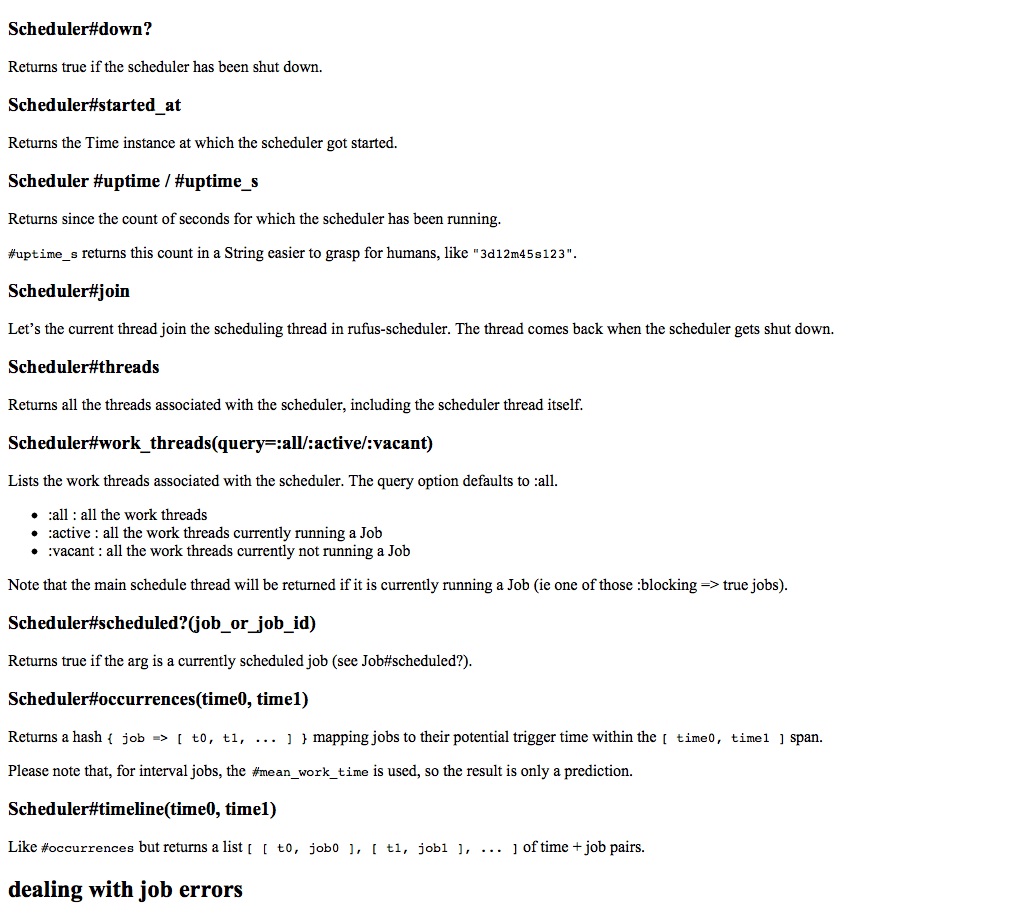 Scheduler#down?
Returns true if the scheduler has been shut down.
Scheduler#started_at
Returns the Time instance at which the scheduler got started.
Scheduler #uptime / #uptime_s
Returns since the count of seconds for which the scheduler has been running.
#uptime_s returns this count in a String easier to grasp for humans, like "3d12m45s123".
Scheduler#join
Let’s the current thread join the scheduling thread in rufus-scheduler. The thread comes back when the scheduler gets shut down.
Scheduler#threads
Returns all the threads associated with the scheduler, including the scheduler thread itself.
Scheduler#work_threads(query=:all/:active/:vacant)
Lists the work threads associated with the scheduler. The query option defaults to :all.
• :all : all the work threads
• :active : all the work threads currently running a Job
• :vacant : all the work threads currently not running a Job
Note that the main schedule thread will be returned if it is currently running a Job (ie one of those :blocking => true jobs).
Scheduler#scheduled?(job_or_job_id)
Returns true if the arg is a currently scheduled job (see Job#scheduled?).
Scheduler#occurrences(time0, time1)
Returns a hash { job => [ t0, t1, ... ] } mapping jobs to their potential trigger time within the [ time0, time1 ] span.
Please note that, for interval jobs, the #mean_work_time is used, so the result is only a prediction.
Scheduler#timeline(time0, time1)
Like #occurrences but returns a list [ [ t0, job0 ], [ t1, job1 ], ... ] of time + job pairs.
dealing with job errors